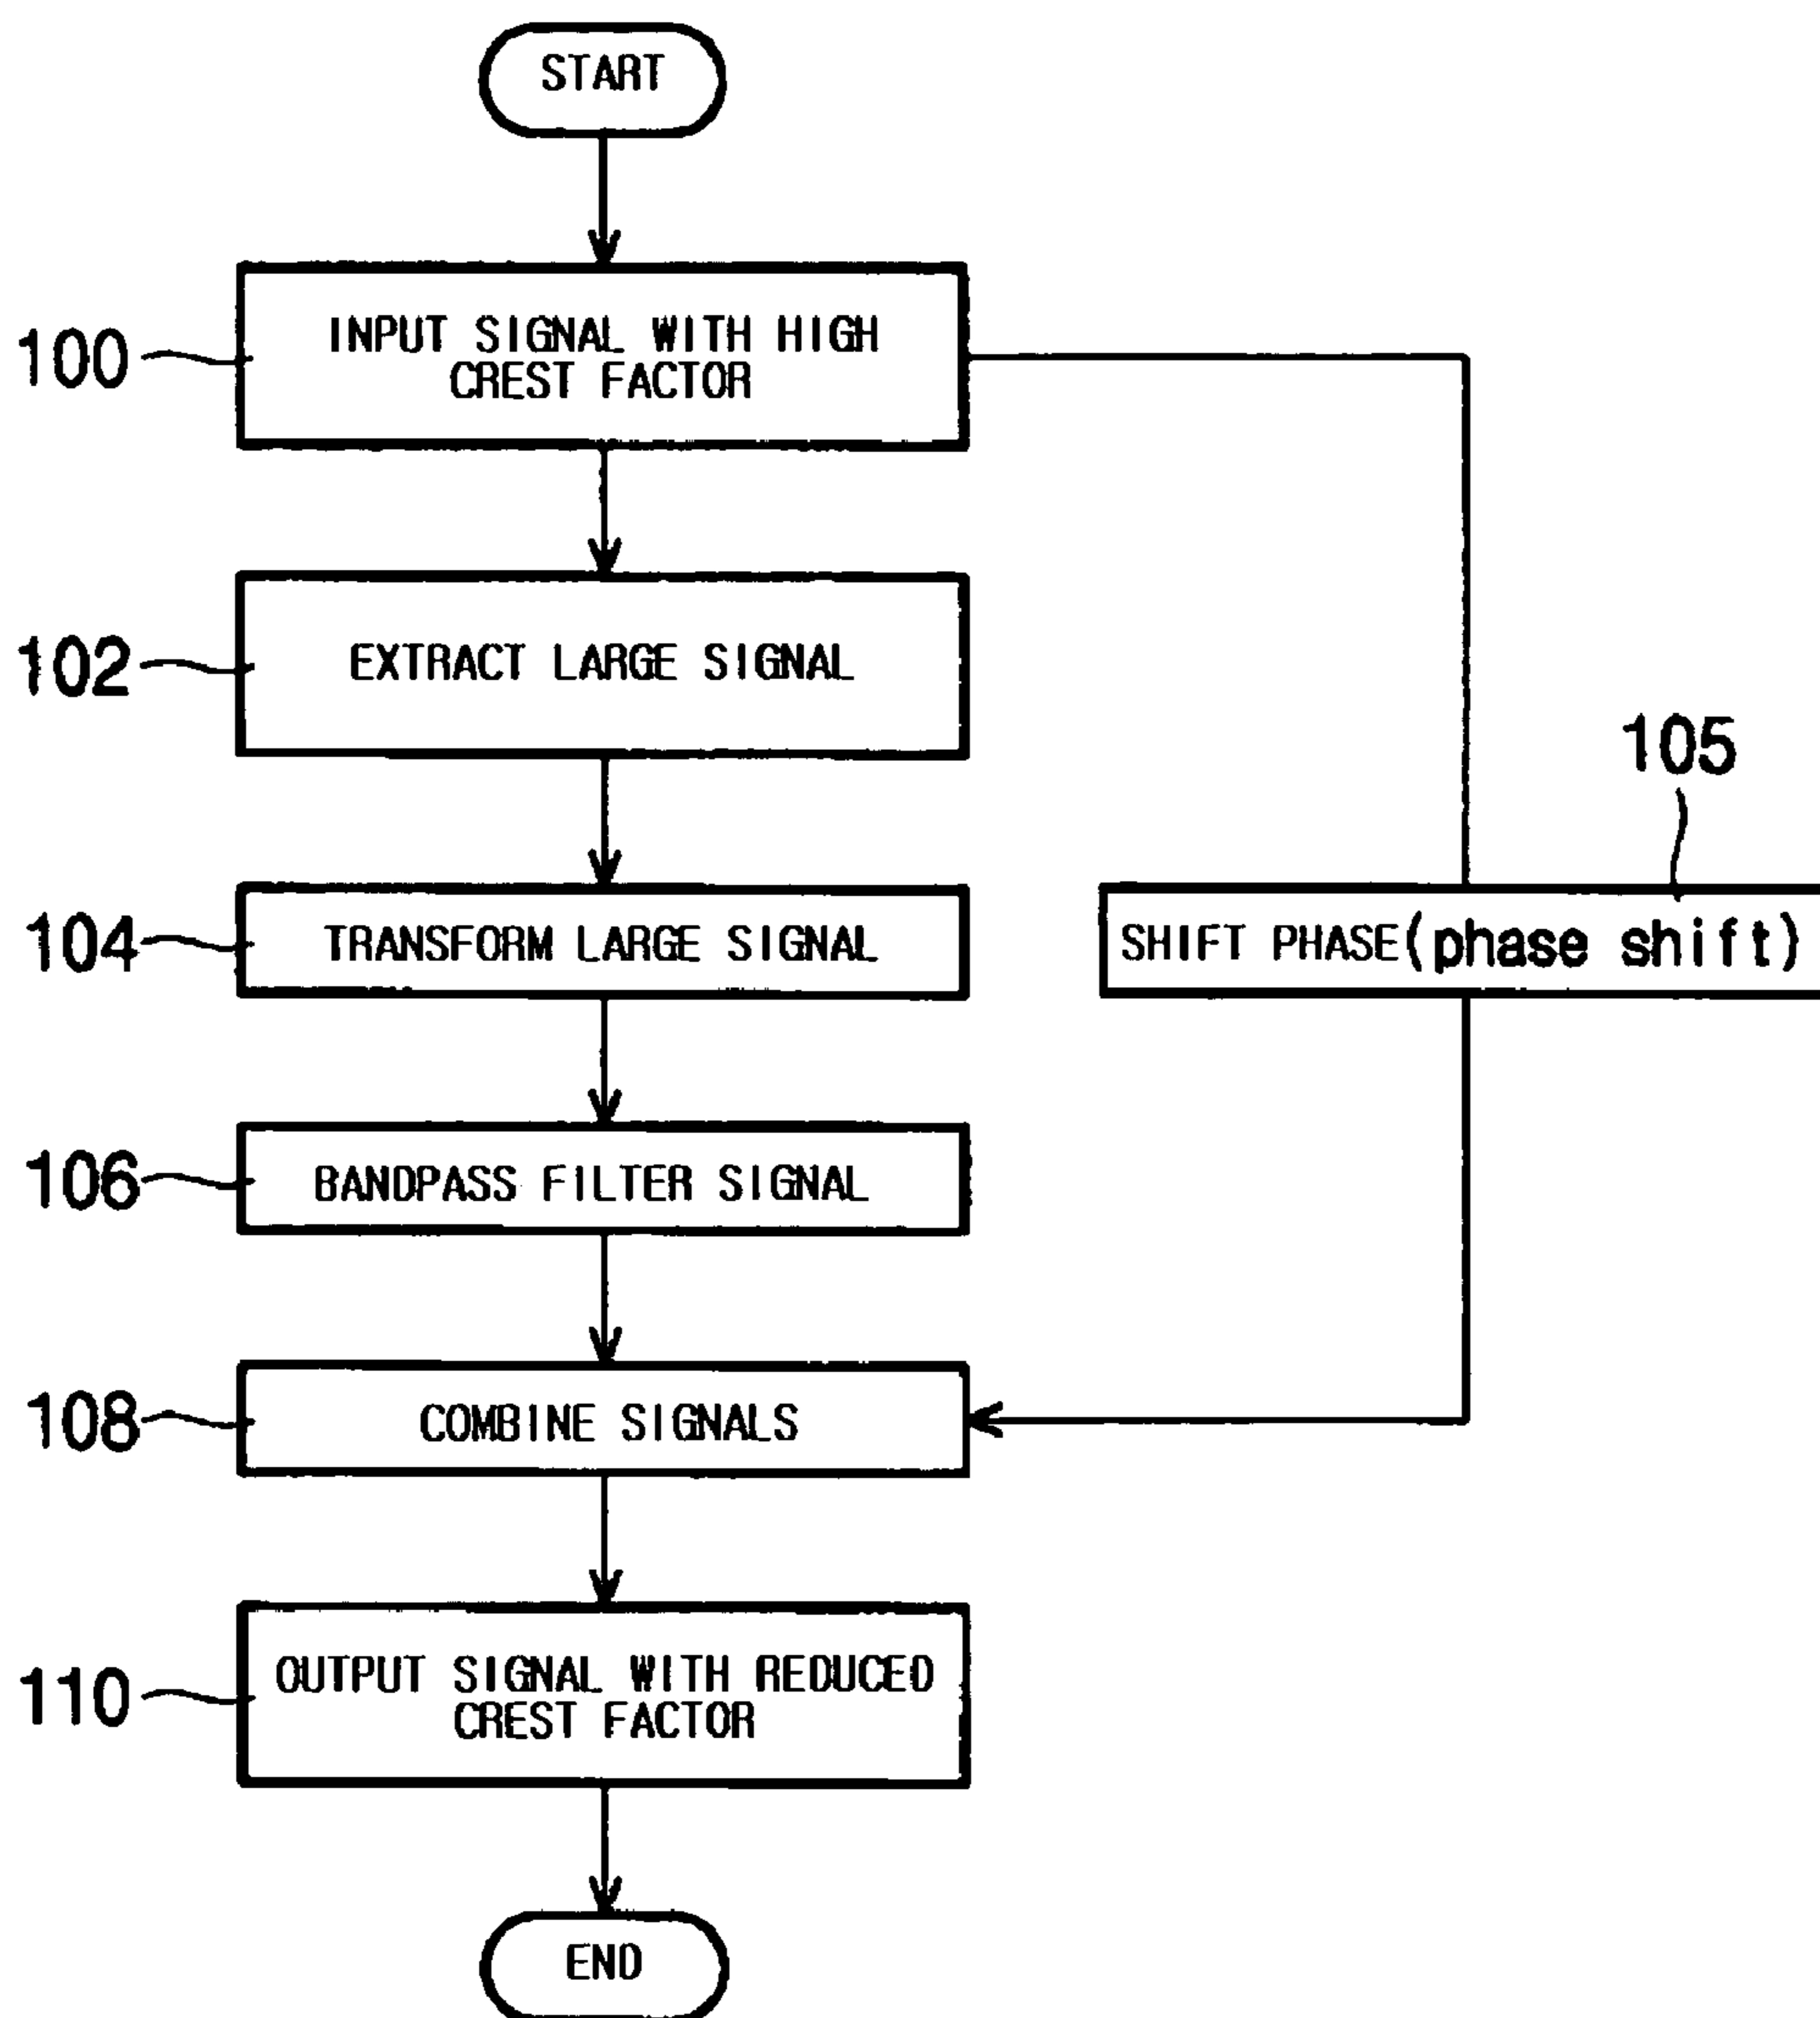 START
100
INPUT SIGNAL WITH HIGH
CREST FACTOR
102
EXTRACT LARGE SIGNAL
105
104
TRANSFORM LARGE SIGNAL
SHIFT PHASE(phase shift)
106
BANDPASS FILTER SIGNAL
108
COMBINE SIGNALS
110
OUTPUT SIGNAL WITH REDUCED
CREST FACTOR
END